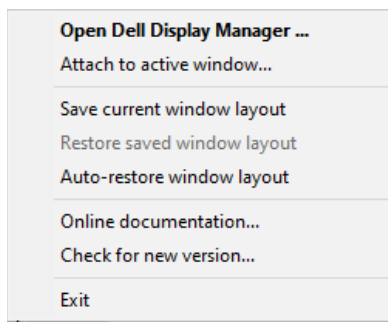 Open Dell Display Manager ...
Attach to active window...
Save current window layout
Restore saved window layout
Auto-restore window layout
Online documentation...
Check for new version...
Exit